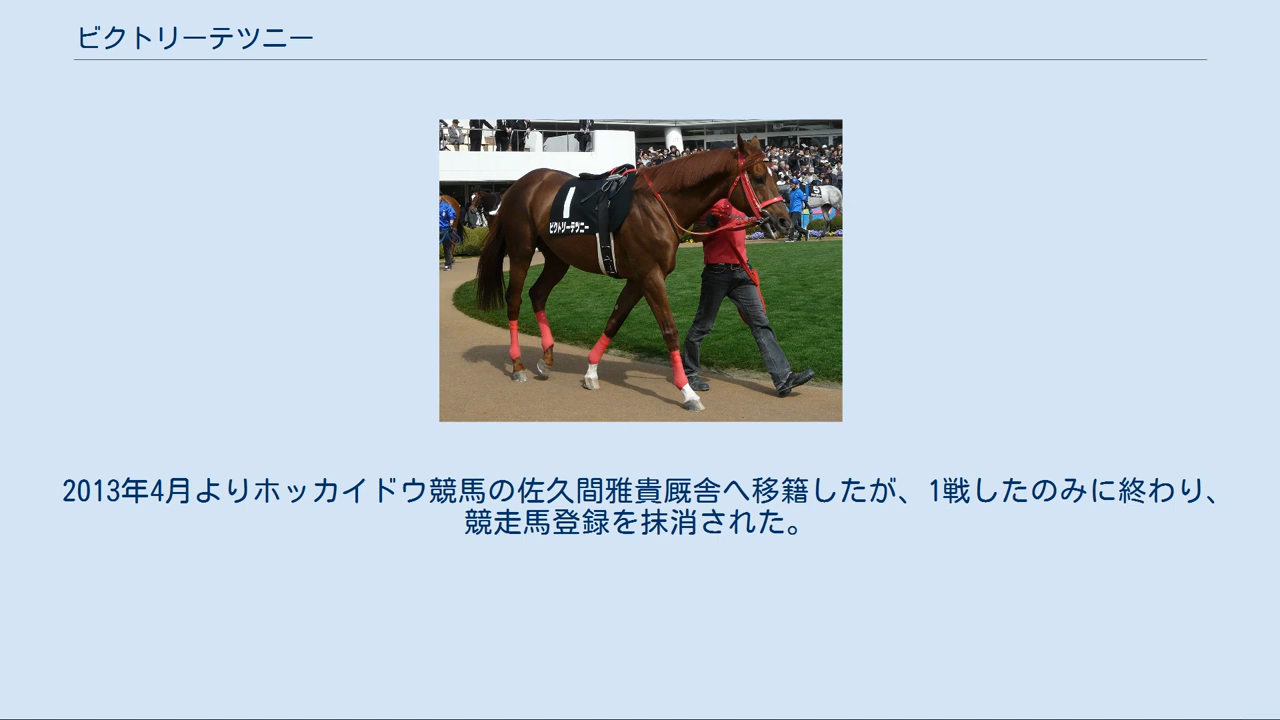 ビクトリーテツニー
1
ビクトリーテツニー
5
2013年4月よりホッカイドウ競馬の佐久間雅貴厩舎へ移籍したが、1戦したのみに終わり、
競走馬登録を抹消された。